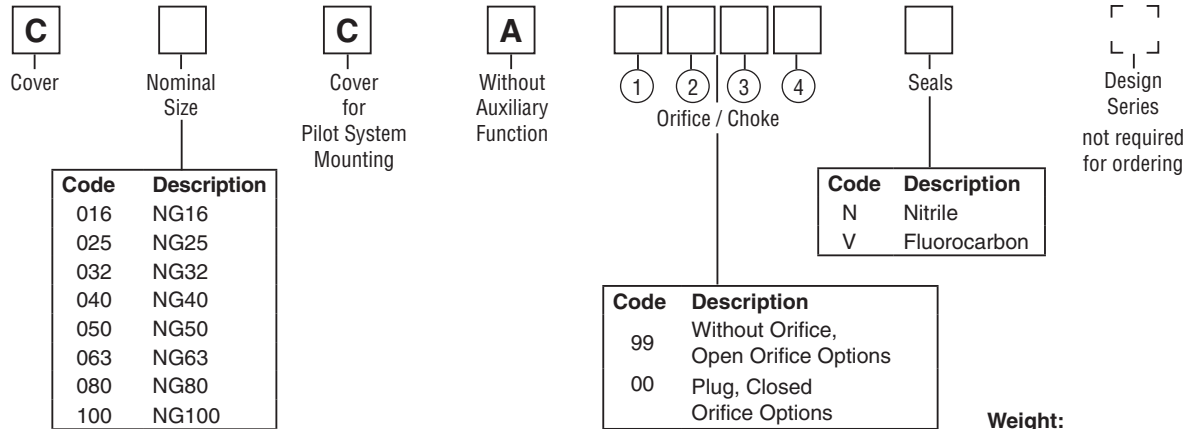 C C A
Cover Nominal Size Cover for Pilot System Mounting Without Auxiliary Function 1 2 3 4 Orifice / Choke Seals Design Series not required for ordering
Code Description
016 NG16
025 NG25
032 NG32
040 NG40
050 NG50
063 NG63
080 NG80
100 NG100
Code Description
99 Without Orifice,
Open Orifice Options
00 Plug, Closed
Orifice Options
Code Description
N Nitrile
V Fluorocarbon
Weight: